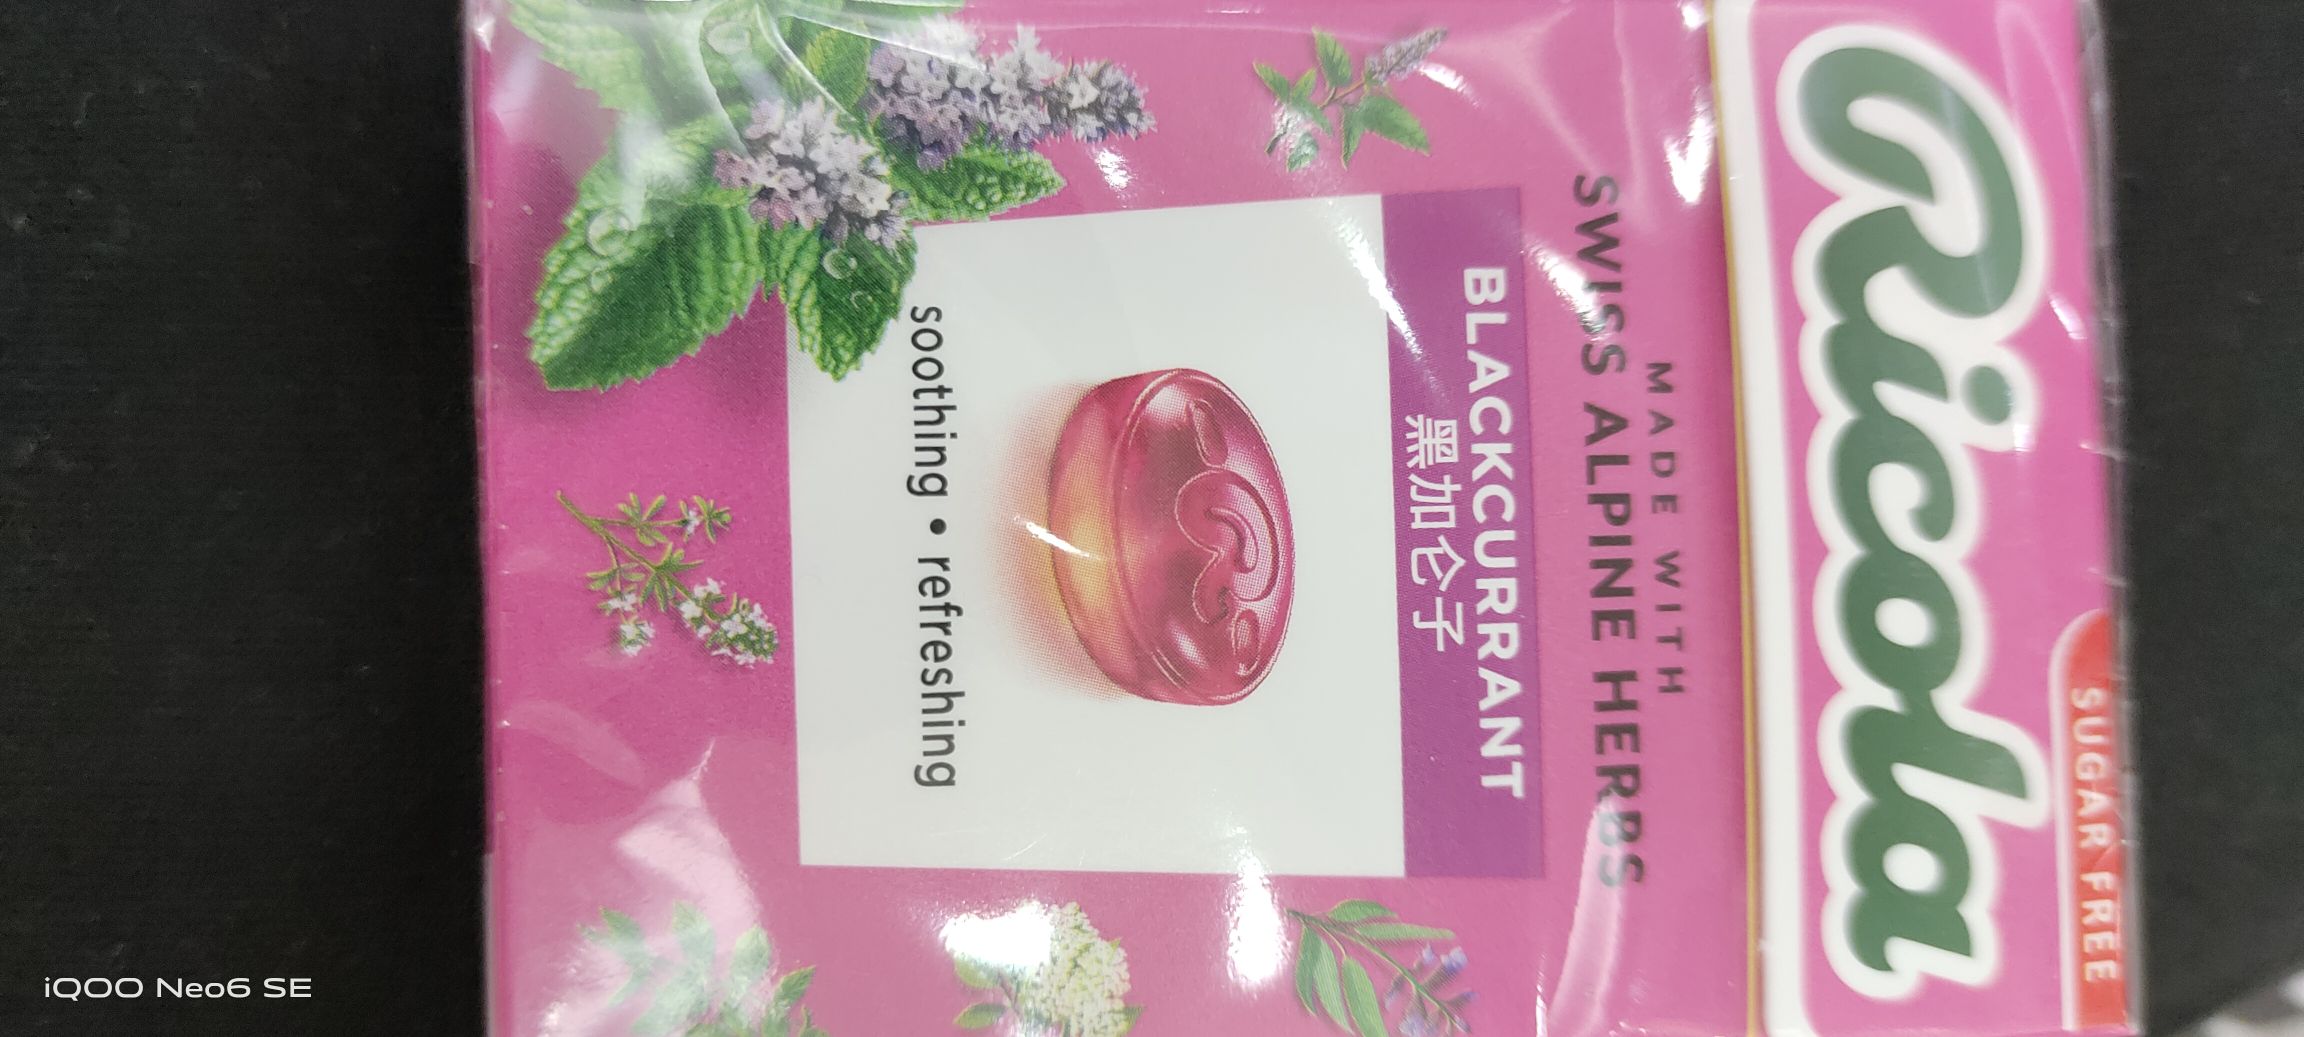 SUGAR FREE
Ricola
MADE WITH
SWISS ALPINE HERBS
BLACKCURRANT
黑加仑子
soothing • refreshing
iQOO Neo6 SE